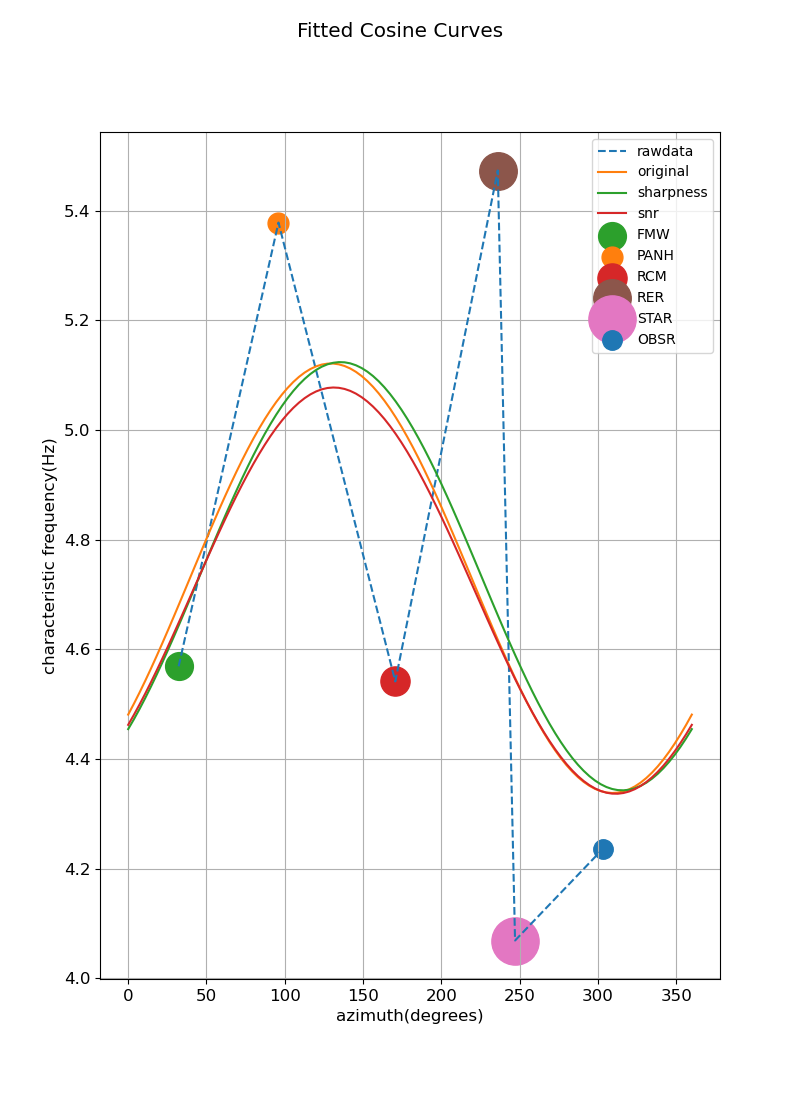 Fitted Cosine Curves
rawdata
original
sharpness
snr
FMW
PANH
RCM
RER
STAR
OBSR
characteristic frequency(Hz)
5.4
5.2
5.0
4.8
4.6
4.4
4.2
4.0
0 50 100 150 200 250 300 350
azimuth(degrees)